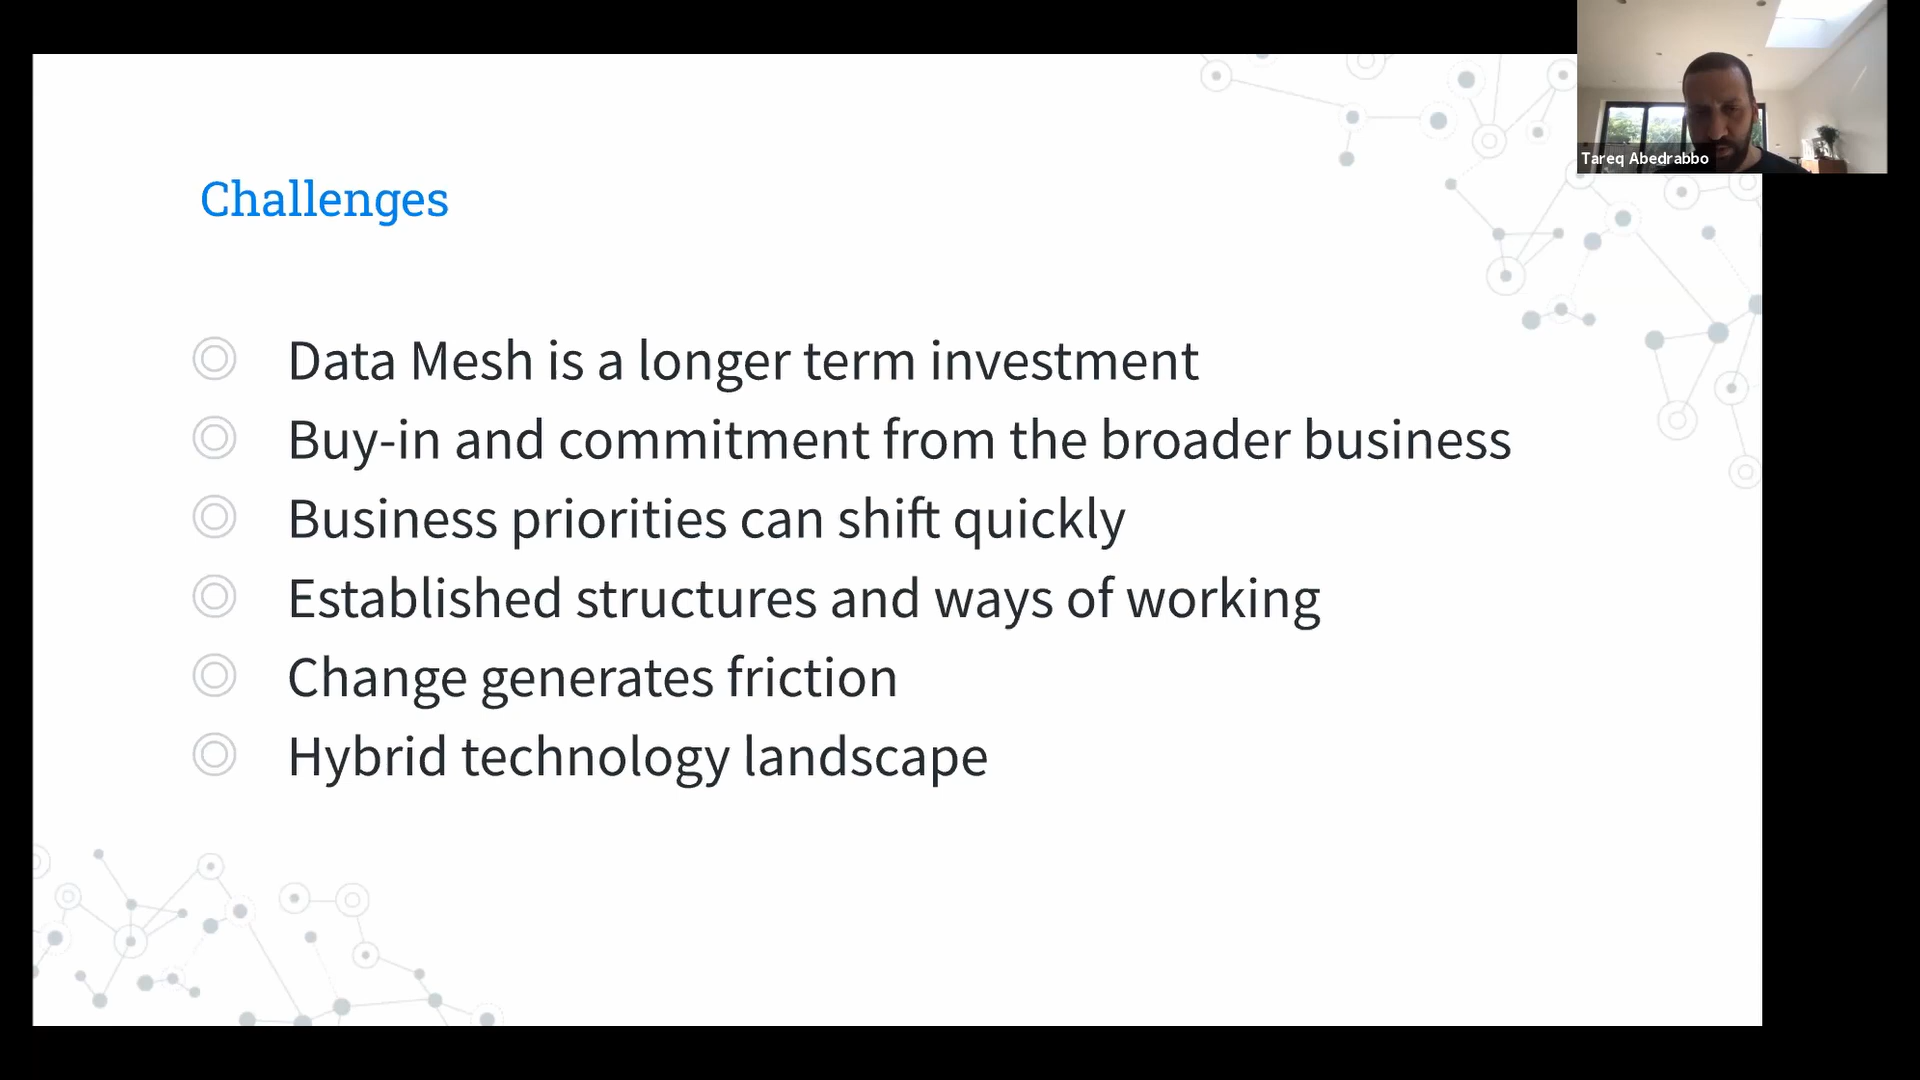 Challenges
Data Mesh is a longer term investment
Buy-in and commitment from the broader business
Business priorities can shift quickly
Established structures and ways of working
Change generates friction
Hybrid technology landscape
Tareq Abedrabbo